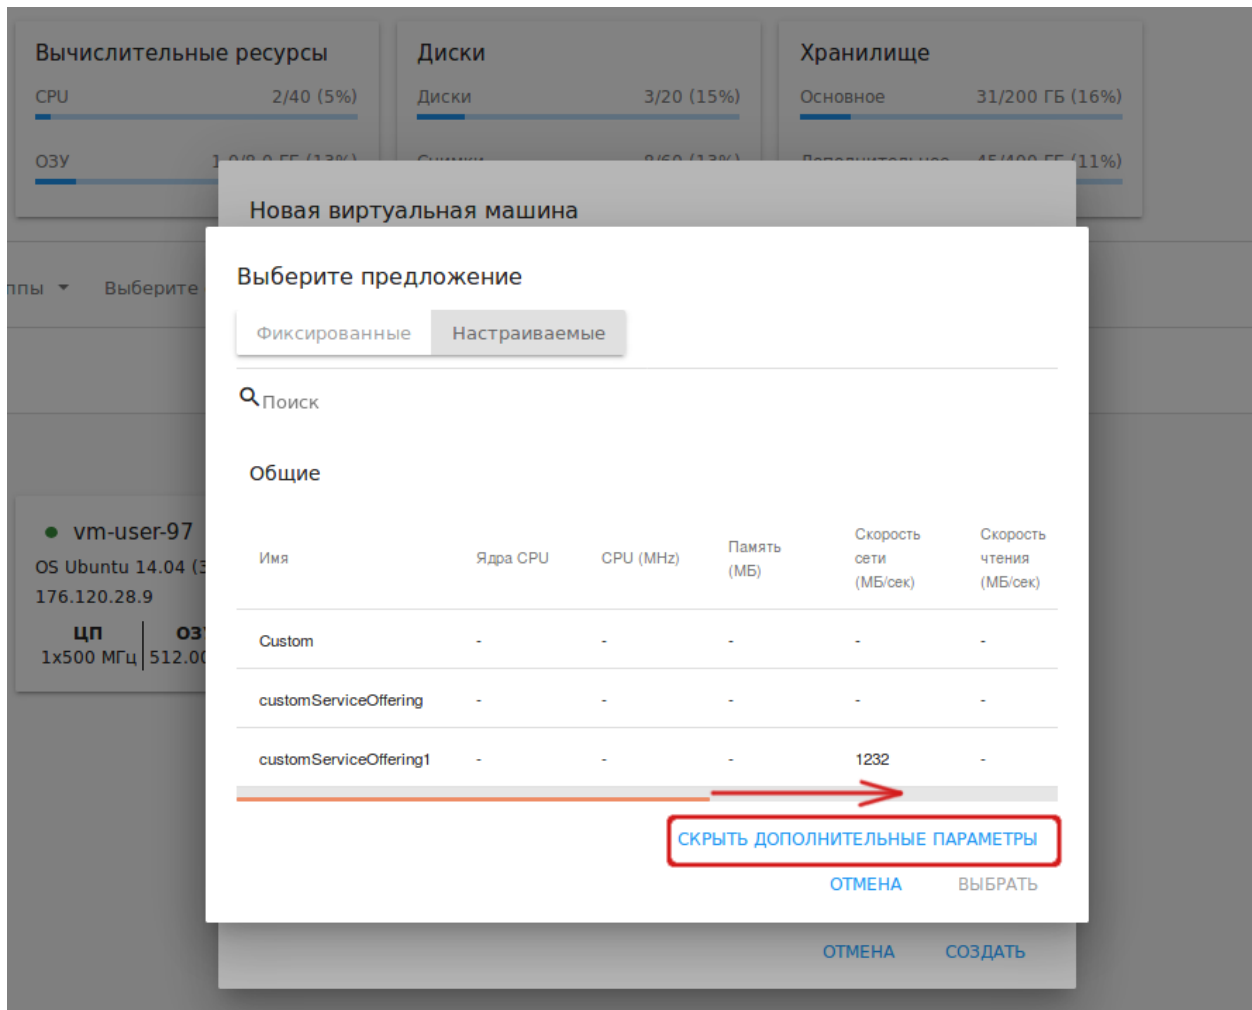 Вычислительные ресурсы
CPU 2/40 (5%)
ОЗУ
Диски
Диски 3/20 (15%)
Хранилище
Основное 31/200 ГБ (16%)
Новая виртуальная машина
Выберите
Выберите предложение
Фиксированные Настраиваемые
Поиск
Общие
Имя
Ядра CPU
CPU (MHz)
Память
(МБ)
Скорость
сети
(МБ/сек)
Скорость
чтения
(МБ/сек)
Custom - - - - -
customServiceOffering - - - - -
customServiceOffering1 - - - 1232 -
СКРЫТЬ ДОПОЛНИТЕЛЬНЫЕ ПАРАМЕТРЫ
ОТМЕНА ВЫБРАТЬ
vm-user-97
OS Ubuntu 14.04
176.120.28.9
ЦП
1x500 МГц
ОТМЕНА СОЗДАТЬ